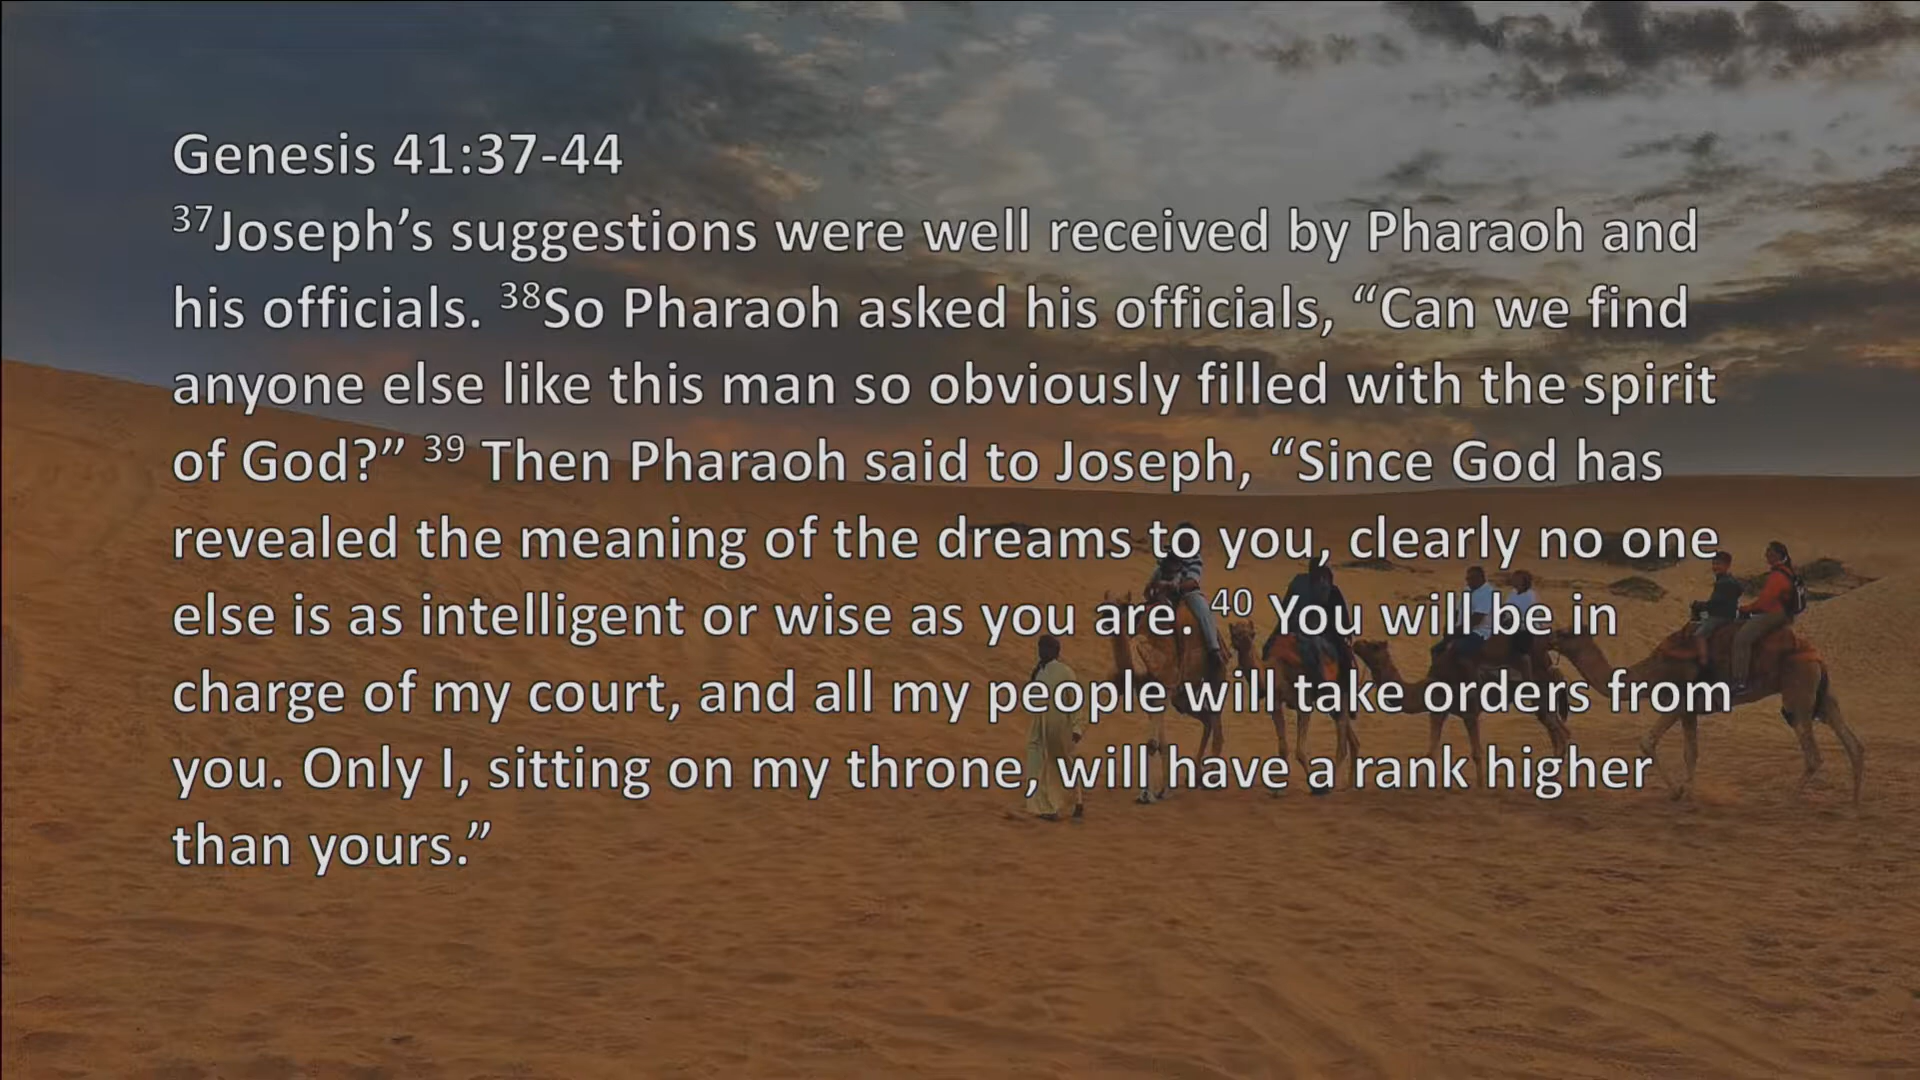 Genesis 41:37-44
37Joseph’s suggestions were well received by Pharaoh and
his officials. 38So Pharaoh asked his officials, “Can we find
anyone else like this man so obviously filled with the spirit
of God?” 39 Then Pharaoh said to Joseph, “Since God has
revealed the meaning of the dreams to you, clearly no one
else is as intelligent or wise as you are. 40 You will be in
charge of my court, and all my people will take orders from
you. Only I, sitting on my throne, will have a rank higher
than yours.”